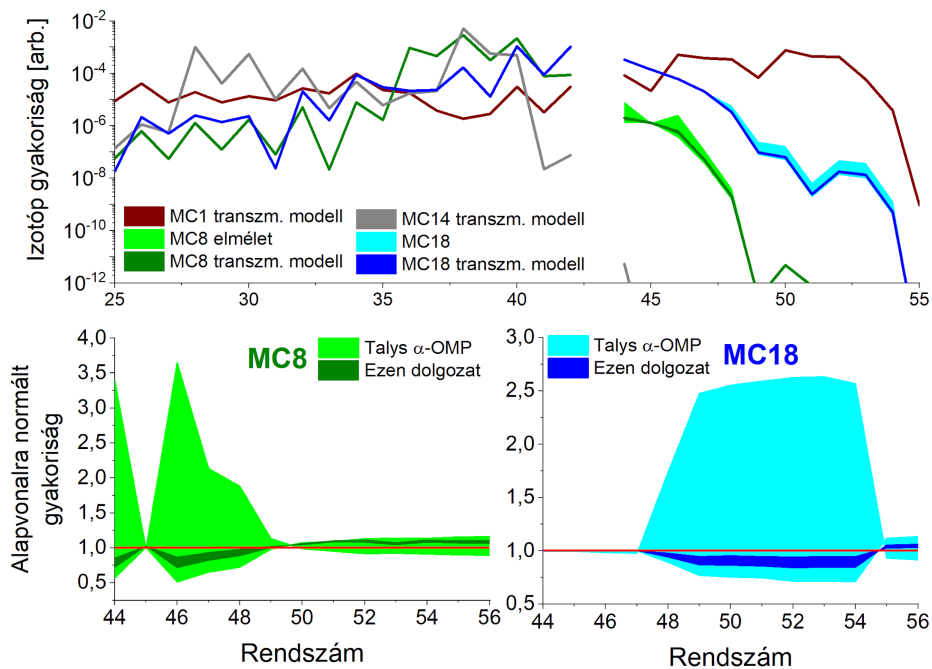 Izotóp gyakoriság [arb.]
10^-2
10^-4
10^-6
10^-8
10^-10
10^-12
MC1 transzm. modell
MC8 elmélet
MC8 transzm. modell
MC14 transzm. modell
MC18
MC18 transzm. modell
25 30 35 40 45 50 55
Alapvonalra normált
gyakoriság
4,0
3,5
3,0
2,5
2,0
1,5
1,0
0,5
MC8
Talys α-OMP
Ezen dolgozat
44 46 48 50 52 54 56
Rendszám
3,0
2,5
2,0
1,5
1,0
0,5
Talys α-OMP
Ezen dolgozat
MC18
44 46 48 50 52 54 56
Rendszám